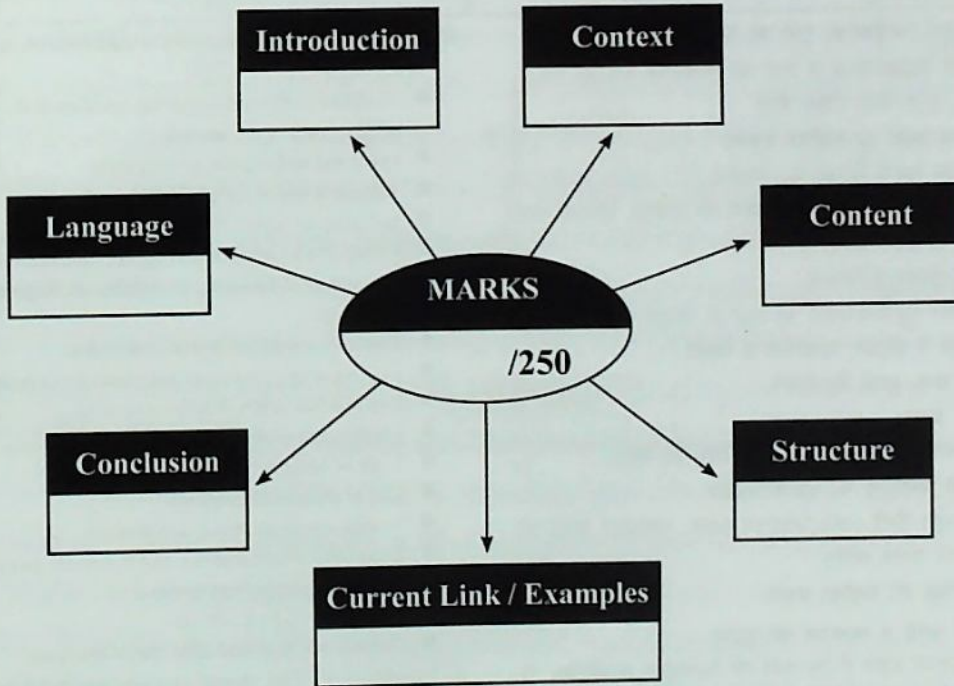 Introduction
Context
Language
Content
MARKS
/250
Conclusion
Structure
Current Link / Examples